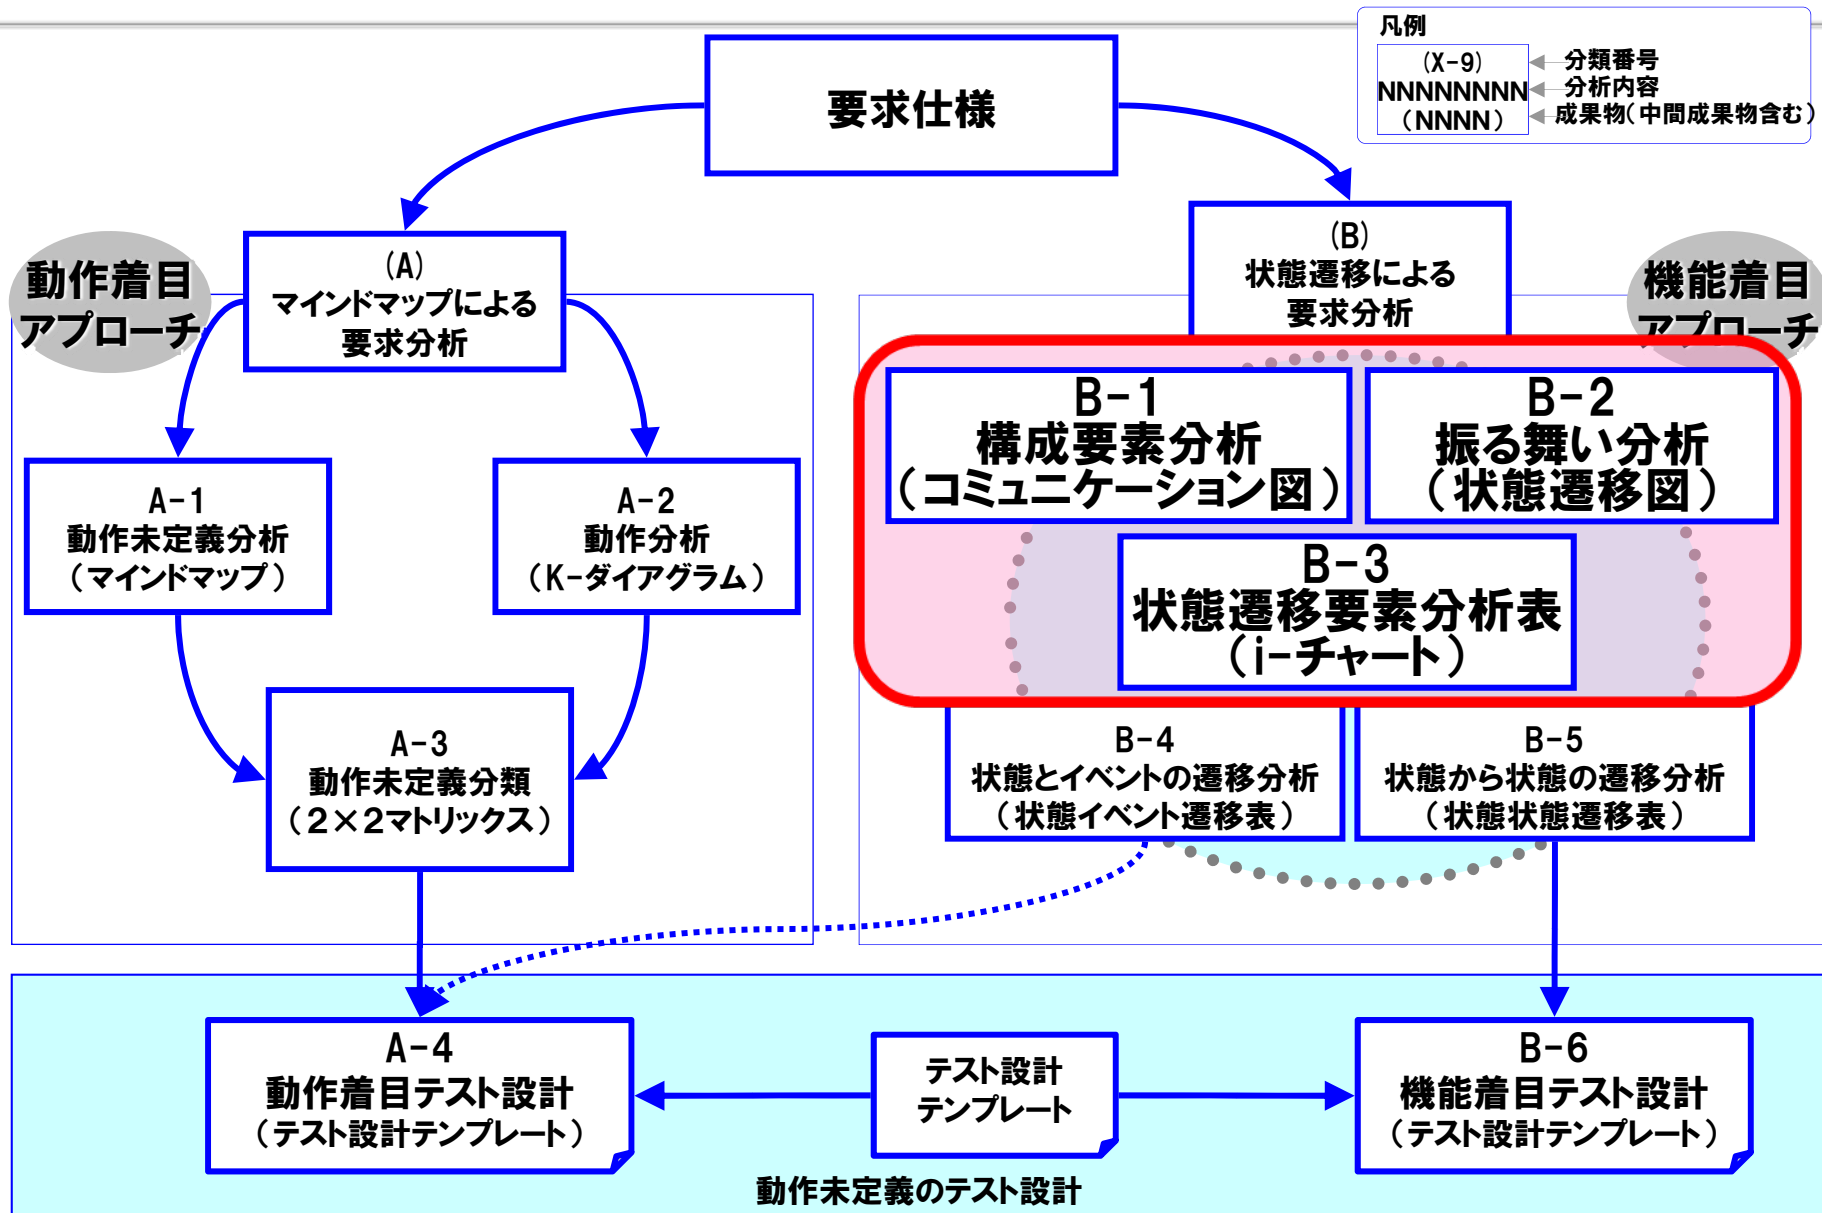 凡例
(X-9)
NNNNNNNN
(NNNN)
分類番号
分析内容
成果物(中間成果物含む)
要求仕様
動作着目
アプローチ
(A)
マインドマップによる
要求分析
(B)
状態遷移による
要求分析
機能着目
アプローチ
A-1
動作未定義分析
(マインドマップ)
A-2
動作分析
(K-ダイアグラム)
B-1
構成要素分析
(コミュニケーション図)
B-2
振る舞い分析
(状態遷移図)
B-3
状態遷移要素分析表
(i-チャート)
A-3
動作未定義分類
(2×2マトリックス)
B-4
状態とイベントの遷移分析
(状態イベント遷移表)
B-5
状態から状態の遷移分析
(状態状態遷移表)
A-4
動作着目テスト設計
(テスト設計テンプレート)
テスト設計
テンプレート
B-6
機能着目テスト設計
(テスト設計テンプレート)
動作未定義のテスト設計